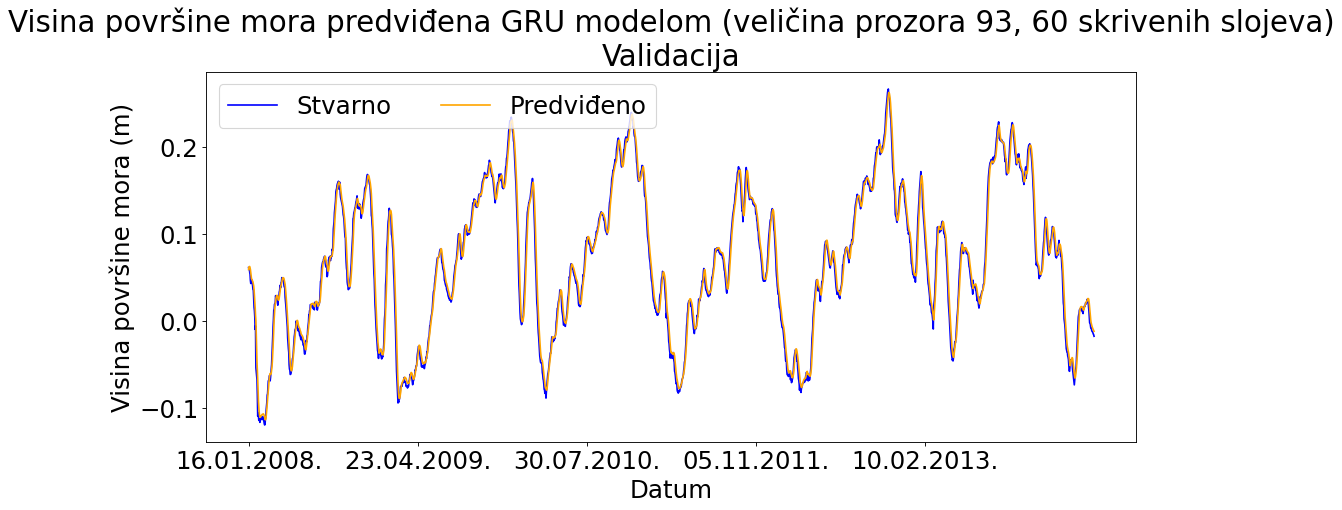 Visina površine mora predviđena GRU modelom (veličina prozora 93, 60 skrivenih slojeva)
Validacija
Stvarno
Predviđeno
Visina površine mora (m)
0.2
0.1
0.0
−0.1
16.01.2008.
23.04.2009.
30.07.2010.
05.11.2011.
10.02.2013.
Datum